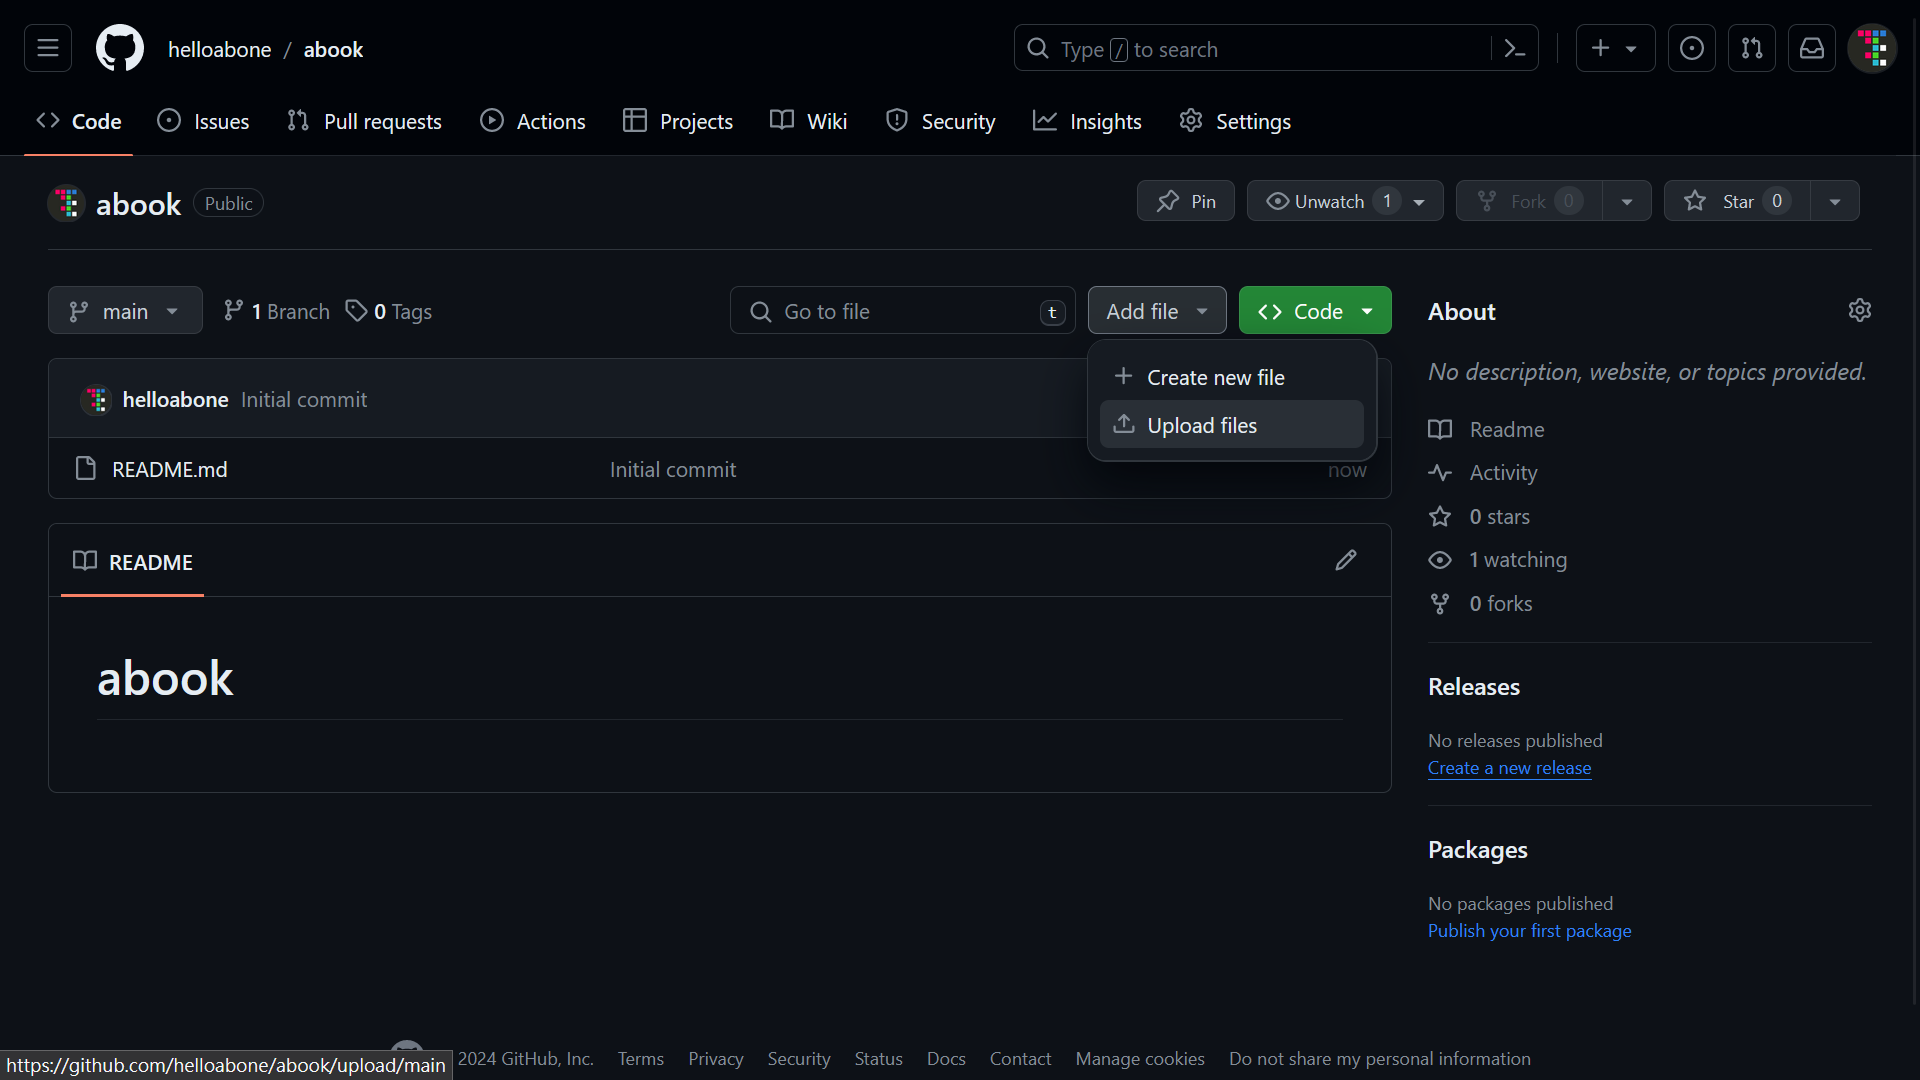 helloabone / abook
Type / to search
Code
Issues
Pull requests
Actions
Projects
Wiki
Security
Insights
Settings
abook Public
Pin
Unwatch 1
Fork 0
Star 0
main
1 Branch
0 Tags
Go to file t
Add file
Code
Create new file
Upload files
helloabone Initial commit
README.md Initial commit now
README
abook
About
No description, website, or topics provided.
Readme
Activity
0 stars
1 watching
0 forks
Releases
No releases published
Create a new release
Packages
No packages published
Publish your first package
2024 GitHub, Inc.
Terms
Privacy
Security
Status
Docs
Contact
Manage cookies
Do not share my personal information
https://github.com/helloabone/abook/upload/main